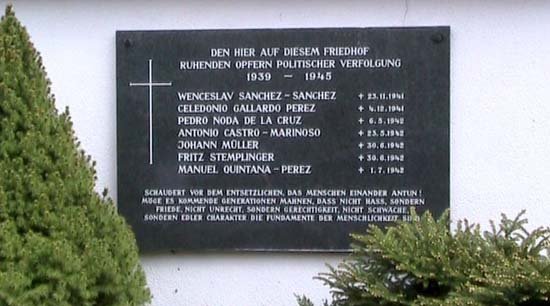 DEN HIER AUF DIESEM FRIEDHOF
RUHENDEN OPFERN POLITISCHER VERFOLGUNG
1939 — 1945
WENCESLAV SANCHEZ-SANCHEZ + 23.11.1941
CELEDONIO GALLARDO PEREZ + 4.12.1941
PEDRO NODA DE LA CRUZ + 6.5.1942
ANTONIO CASTRO-MARINOSO + 23.5.1942
JOHANN MÜLLER + 30.6.1942
FRITZ STEMPLINGER + 30.6.1942
MANUEL QUINTANA-PEREZ + 1.7.1942
SCHAUDERT VOR DEM ENTSETZLICHEN, DAS MENSCHEN EINANDER ANTUN!
MÖGE ES KOMMENDE GENERATIONEN MAHNEN, DASS NICHT HASS, SONDERN
FRIEDE, NICHT UNRECHT, SONDERN GERECHTIGKEIT, NICHT SCHWÄCHE,
SONDERN EDLER CHARAKTER DIE FUNDAMENTE DER MENSCHLICHKEIT SIND